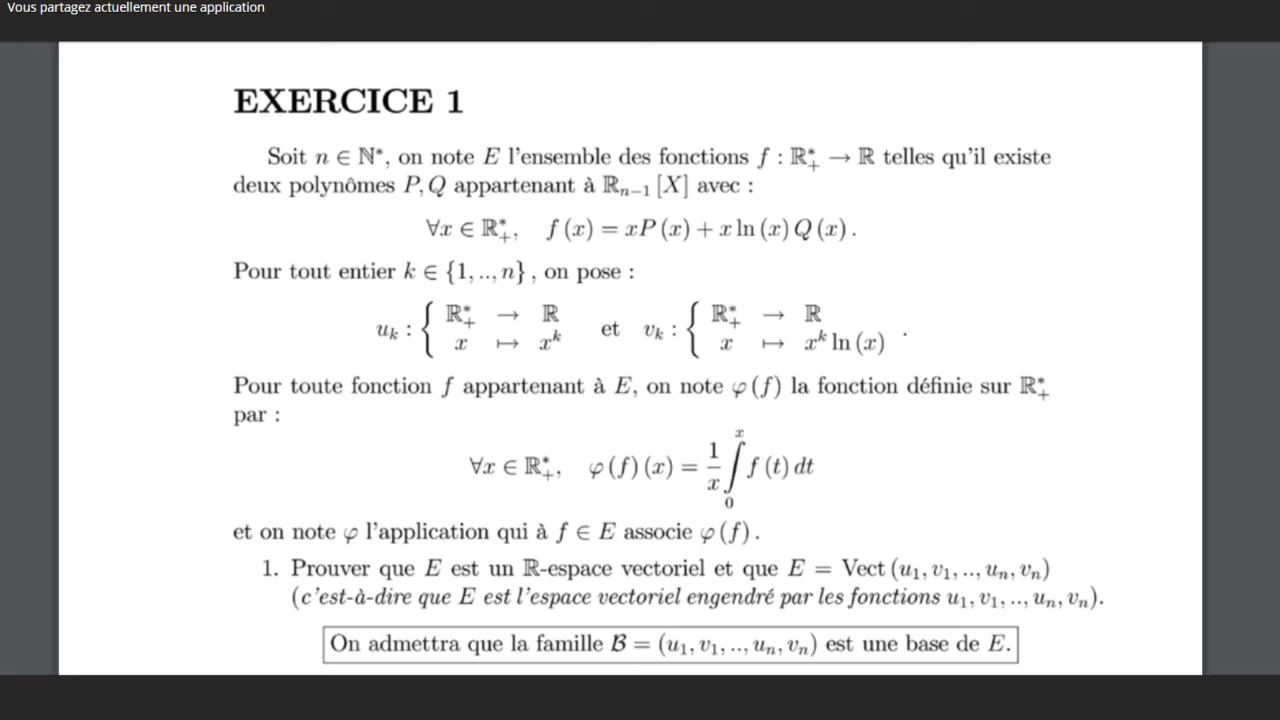 Vous partagez actuellement une application
EXERCICE 1
Soit n ∈ ℕ*, on note E l'ensemble des fonctions f : ℝ₊* → ℝ telles qu'il existe
deux polynômes P, Q appartenant à ℝₙ₋₁ [X] avec :
∀x ∈ ℝ₊*, f (x) = xP (x) + x ln (x) Q (x) .
Pour tout entier k ∈ {1, .., n} , on pose :
uₖ : { ℝ₊* → ℝ et vₖ : { ℝ₊* → ℝ
x ↦ xᵏ x ↦ xᵏ ln (x) .
Pour toute fonction f appartenant à E, on note φ (f) la fonction définie sur ℝ₊*
par :
∀x ∈ ℝ₊*, φ (f) (x) = 1/x ∫₀ˣ f (t) dt
et on note φ l'application qui à f ∈ E associe φ (f) .
1. Prouver que E est un ℝ-espace vectoriel et que E = Vect (u₁, v₁, .., uₙ, vₙ)
(c'est-à-dire que E est l'espace vectoriel engendré par les fonctions u₁, v₁, .., uₙ, vₙ).
On admettra que la famille ℬ = (u₁, v₁, .., uₙ, vₙ) est une base de E.